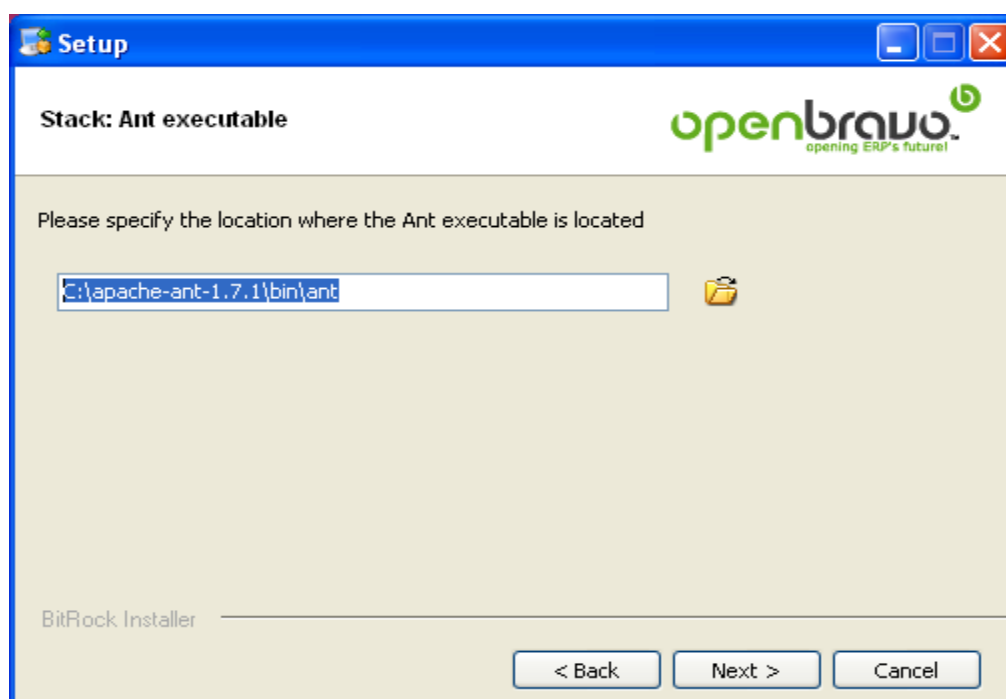 Setup
Stack: Ant executable
openbravo™
opening ERP's future!
Please specify the location where the Ant executable is located
C:\apache-ant-1.7.1\bin\ant
BitRock Installer
< Back Next > Cancel